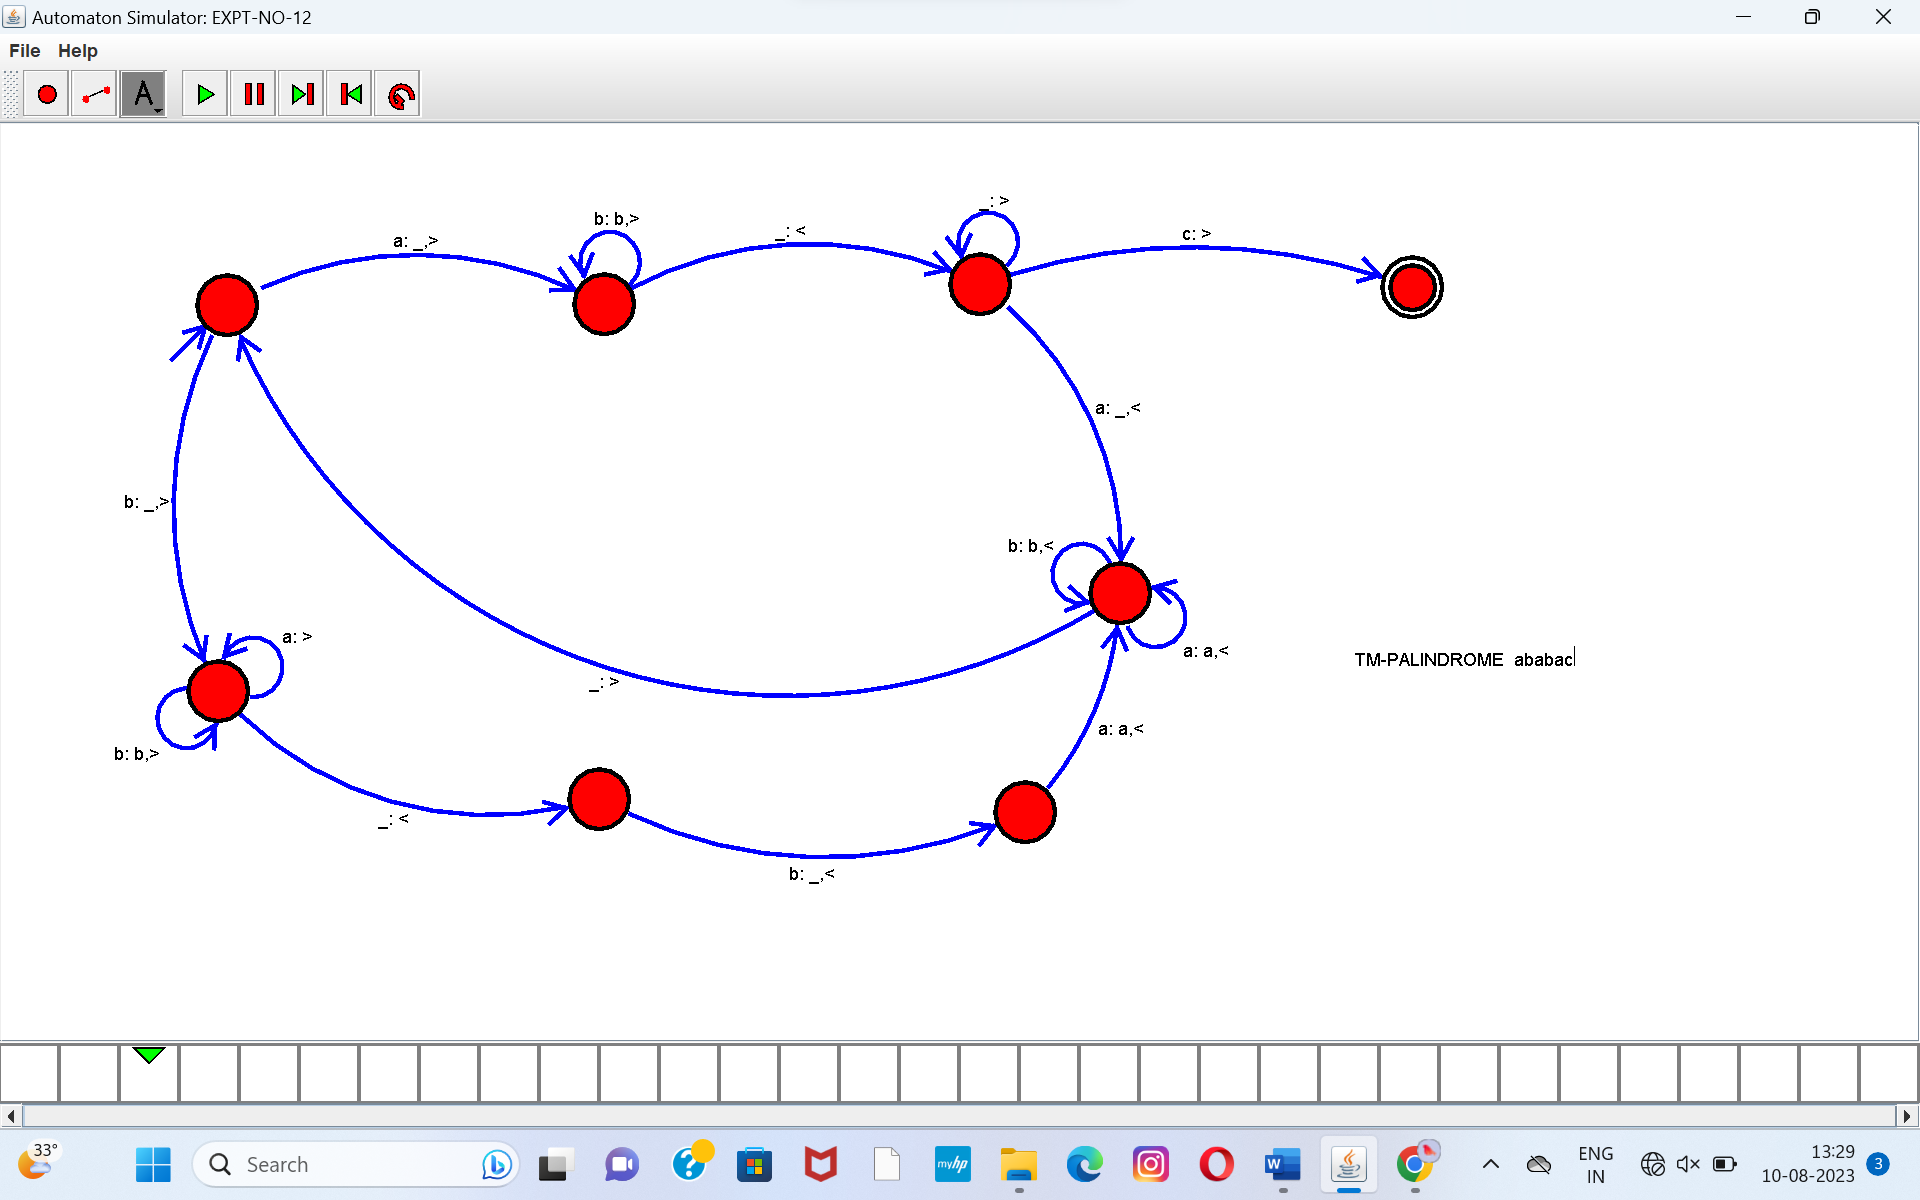 Automaton Simulator: EXPT-NO-12
File Help
A
_: >
b: b,>
_: <
c: >
a: _,>
a: _,<
b: _,>
b: b,<
a: >
a: a,<
TM-PALINDROME ababac
_: >
a: a,<
b: b,>
_: <
b: _,<
33°
Search
myhp
W
ENG
IN
13:29
10-08-2023
3